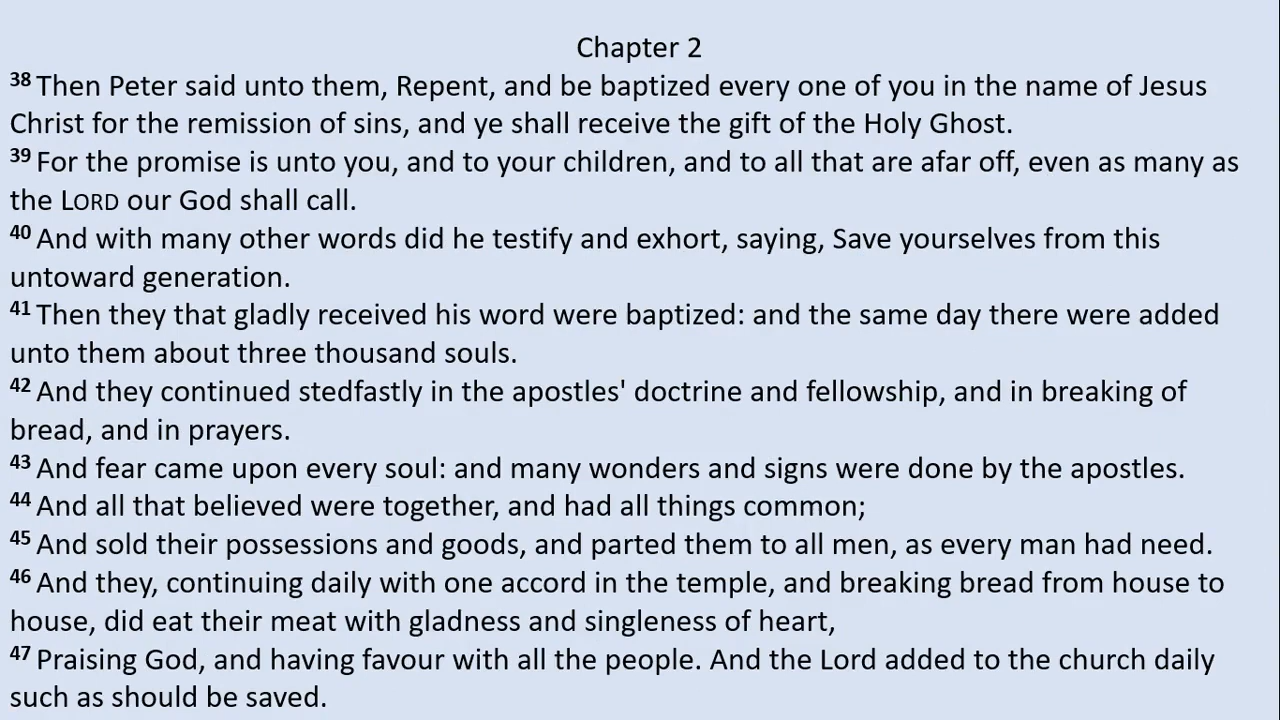 Chapter 2
38 Then Peter said unto them, Repent, and be baptized every one of you in the name of Jesus
Christ for the remission of sins, and ye shall receive the gift of the Holy Ghost.
39 For the promise is unto you, and to your children, and to all that are afar off, even as many as
the LORD our God shall call.
40 And with many other words did he testify and exhort, saying, Save yourselves from this
untoward generation.
41 Then they that gladly received his word were baptized: and the same day there were added
unto them about three thousand souls.
42 And they continued stedfastly in the apostles' doctrine and fellowship, and in breaking of
bread, and in prayers.
43 And fear came upon every soul: and many wonders and signs were done by the apostles.
44 And all that believed were together, and had all things common;
45 And sold their possessions and goods, and parted them to all men, as every man had need.
46 And they, continuing daily with one accord in the temple, and breaking bread from house to
house, did eat their meat with gladness and singleness of heart,
47 Praising God, and having favour with all the people. And the Lord added to the church daily
such as should be saved.